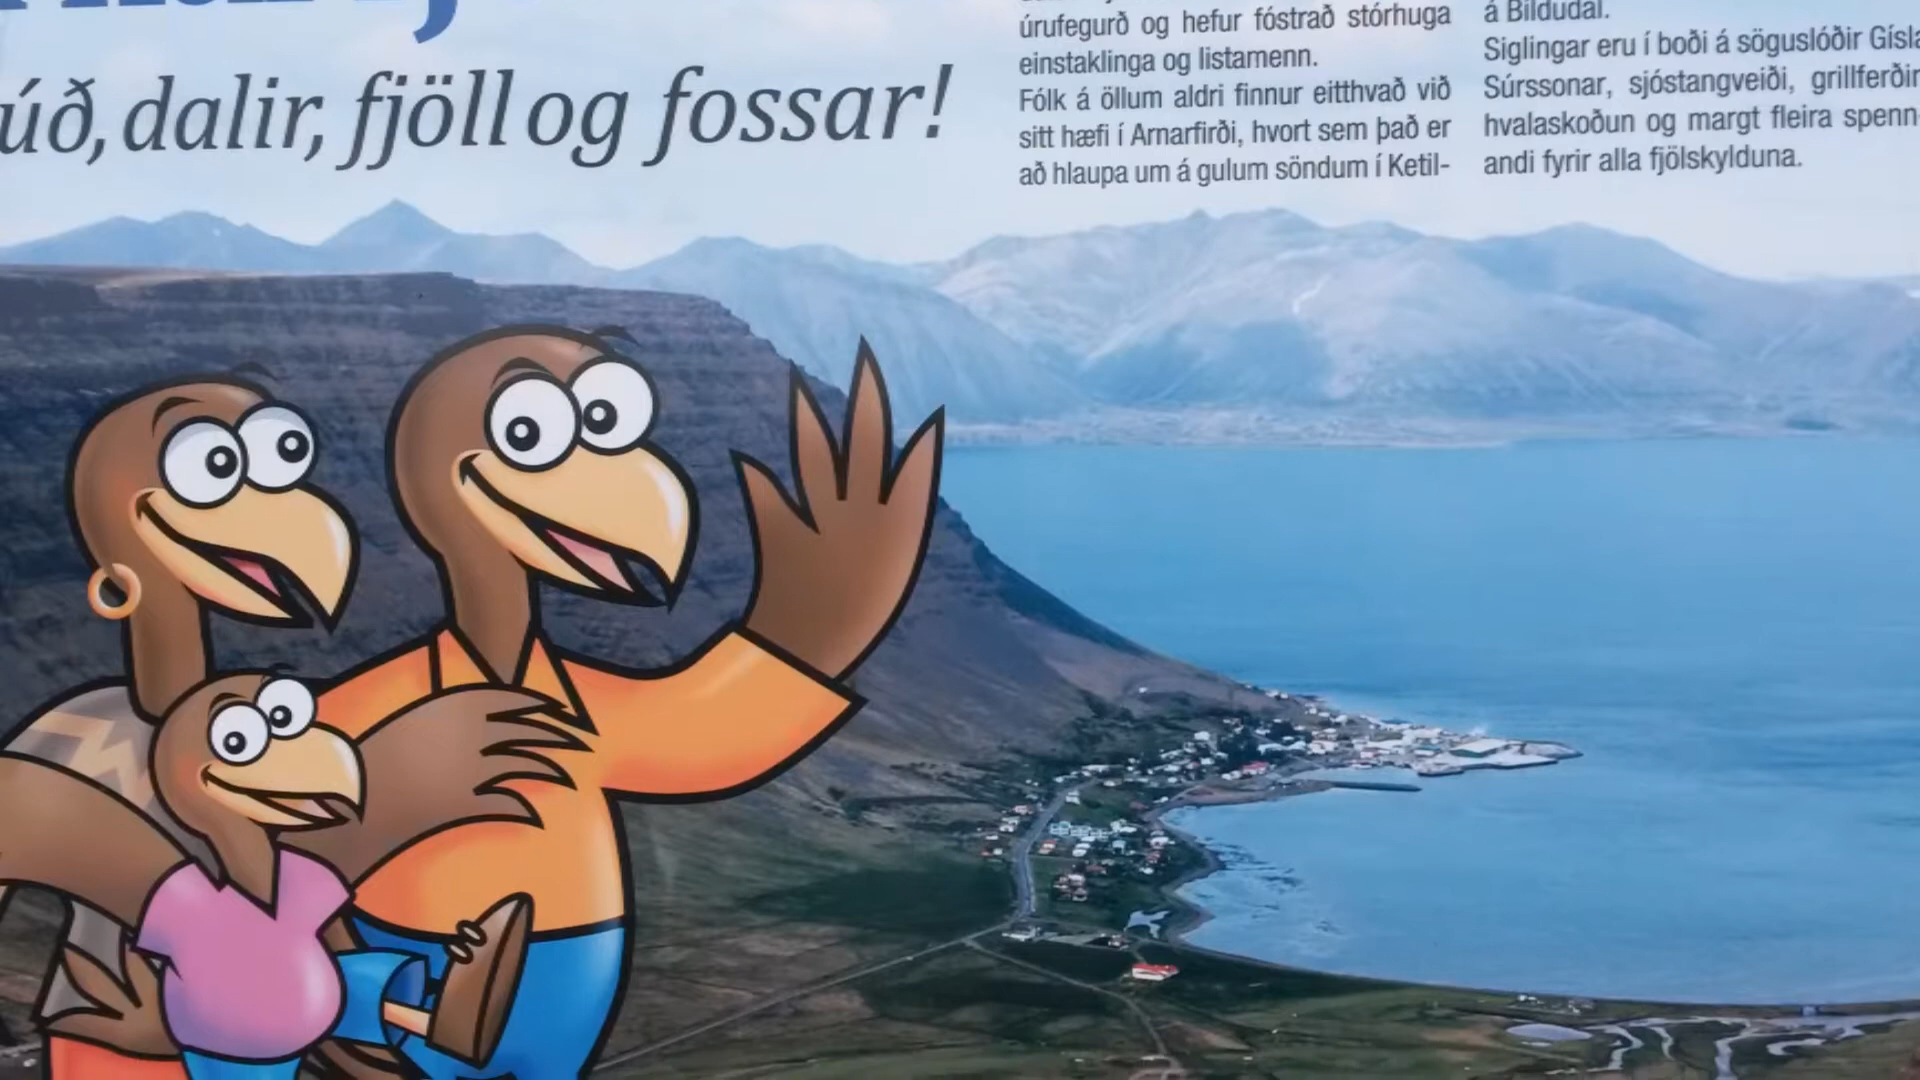 úð, dalir, fjöll og fossar!
úrufegurð og hefur fóstrað stórhuga
einstaklinga og listamenn.
Fólk á öllum aldri finnur eitthvað við
sitt hæfi í Arnarfirði, hvort sem það er
að hlaupa um á gulum söndum í Ketil-
á Bíldudal.
Siglingar eru í boði á söguslóðir Gísla
Súrssonar, sjóstangveiði, grillferðir
hvalaskoðun og margt fleira spenn-
andi fyrir alla fjölskylduna.